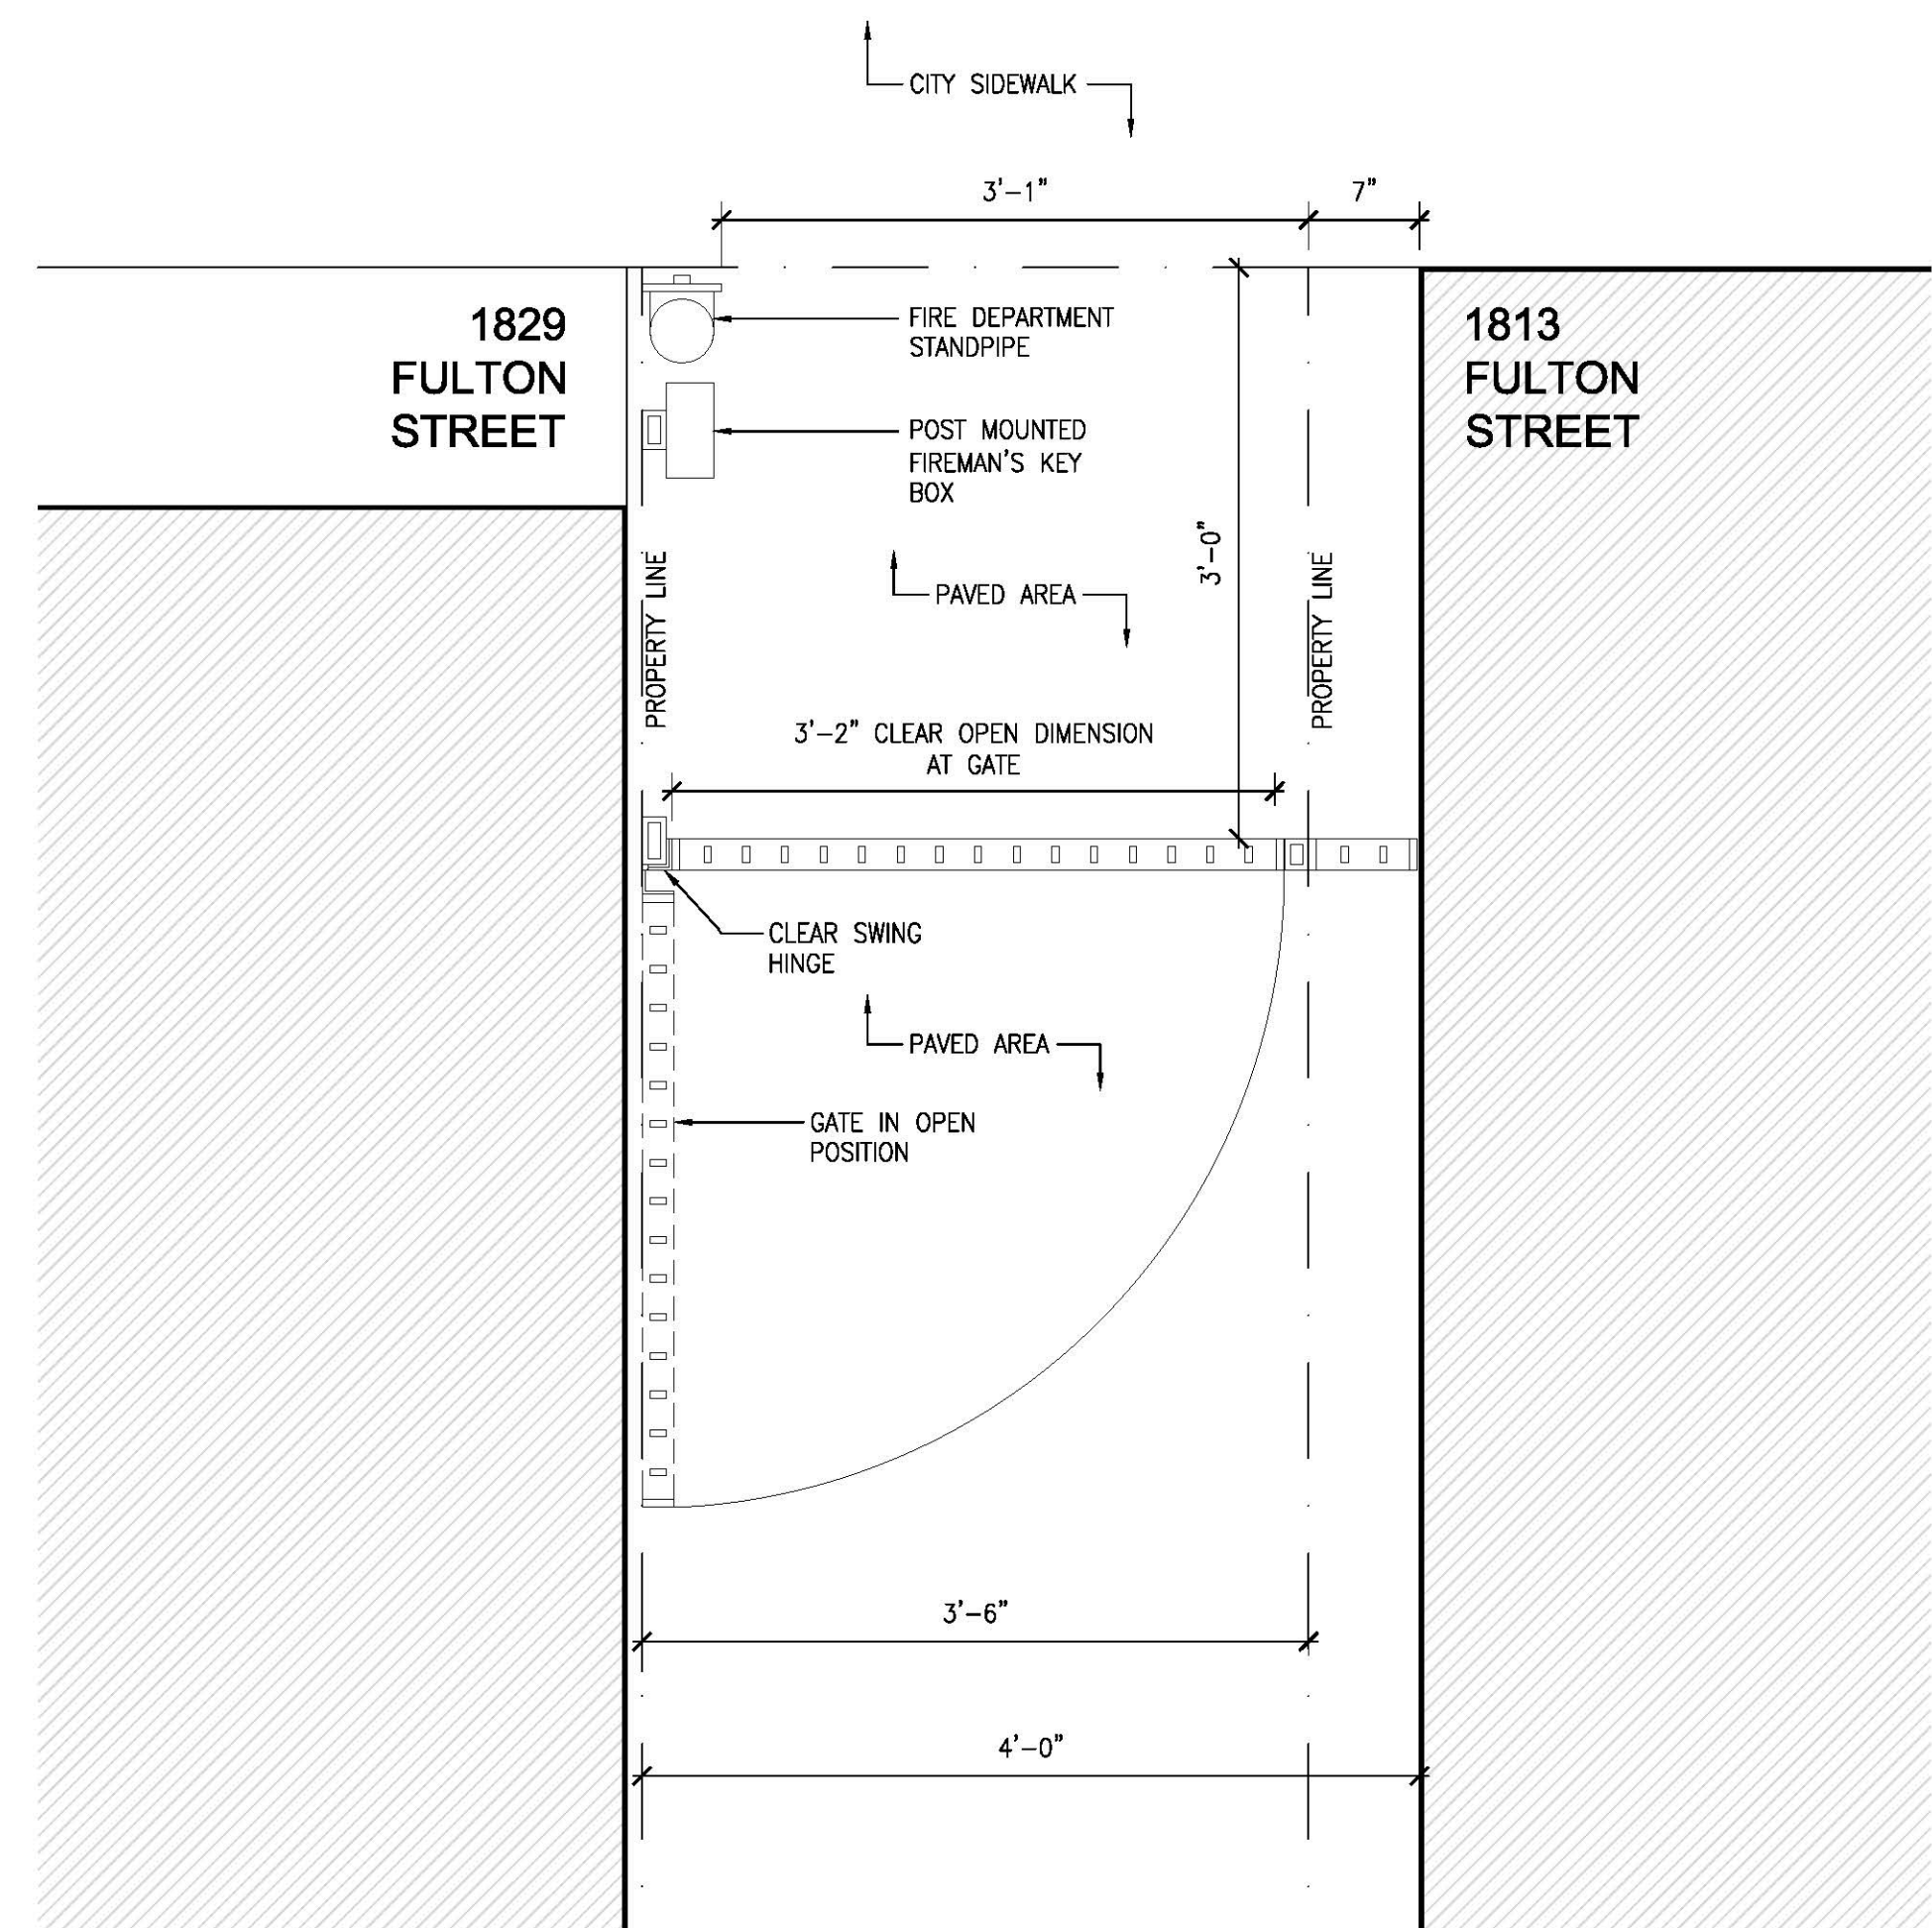 CITY SIDEWALK
3'-1"
7"
1829
FULTON
STREET
FIRE DEPARTMENT
STANDPIPE
1813
FULTON
STREET
POST MOUNTED
FIREMAN'S KEY
BOX
3'-0"
PROPERTY LINE
PAVED AREA
PROPERTY LINE
3'-2" CLEAR OPEN DIMENSION
AT GATE
CLEAR SWING
HINGE
PAVED AREA
GATE IN OPEN
POSITION
3'-6"
4'-0"